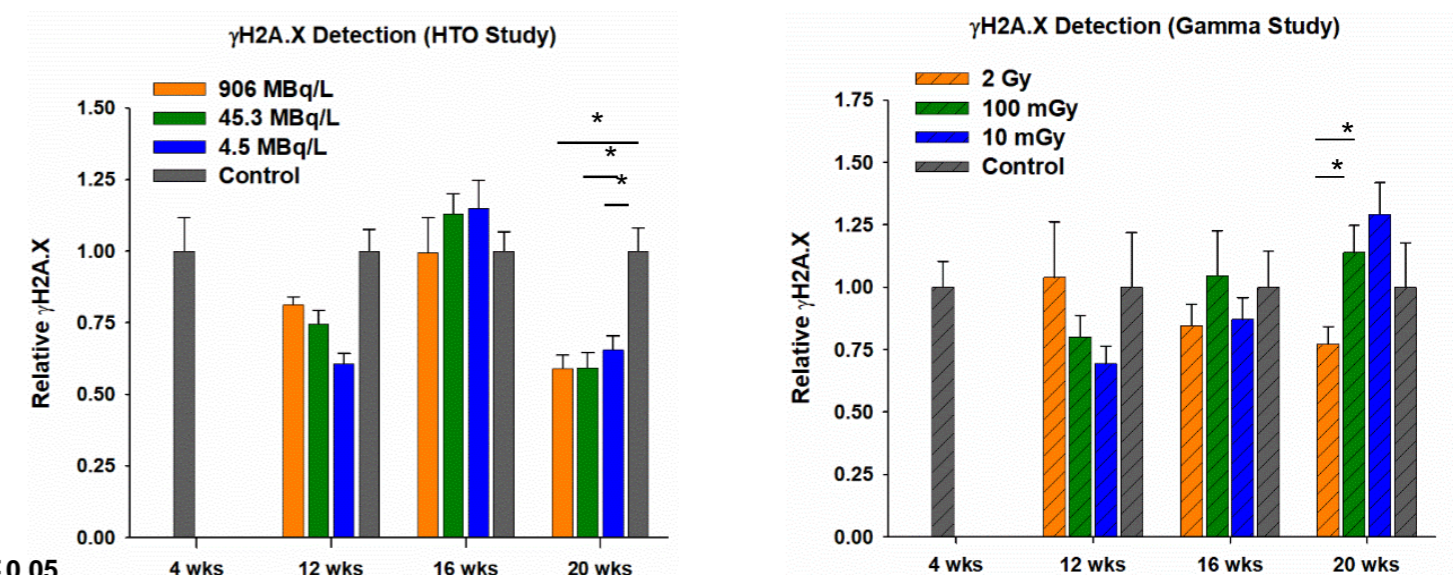 γH2A.X Detection (HTO Study)
906 MBq/L
45.3 MBq/L
4.5 MBq/L
Control
1.50
1.25
1.00
0.75
0.50
0.25
0.00
Relative γH2A.X
*
*
*
4 wks
12 wks
16 wks
20 wks
0.05
γH2A.X Detection (Gamma Study)
2 Gy
100 mGy
10 mGy
Control
1.75
1.50
1.25
1.00
0.75
0.50
0.25
0.00
Relative γH2A.X
*
*
4 wks
12 wks
16 wks
20 wks